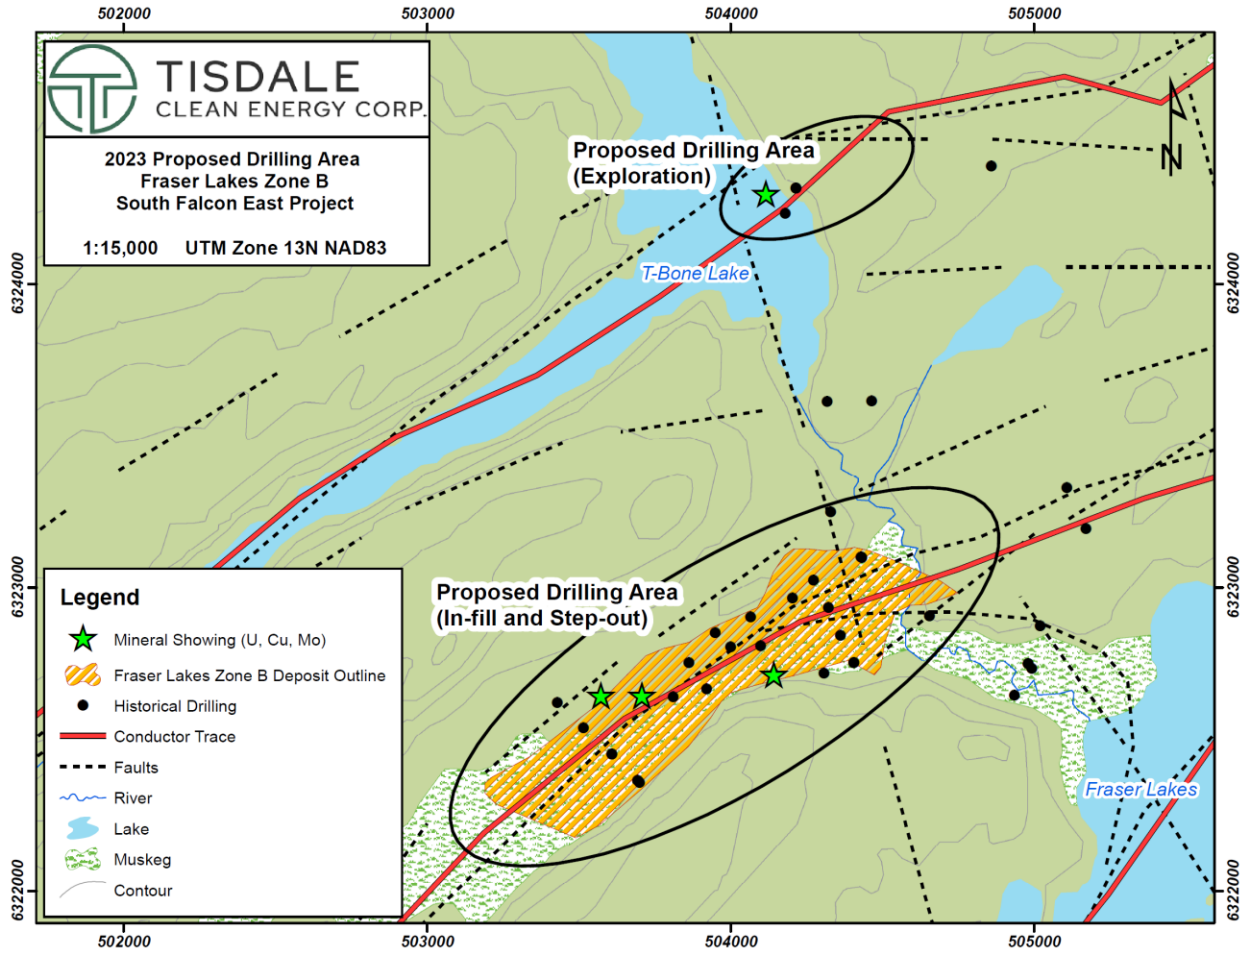 502000
503000
504000
505000
TISDALE
CLEAN ENERGY CORP.
2023 Proposed Drilling Area
Fraser Lakes Zone B
South Falcon East Project
1:15,000 UTM Zone 13N NAD83
Proposed Drilling Area
(Exploration)
N
T-Bone Lake
6324000
6324000
6323000
6323000
Proposed Drilling Area
(In-fill and Step-out)
Legend
Mineral Showing (U, Cu, Mo)
Fraser Lakes Zone B Deposit Outline
Historical Drilling
Conductor Trace
Faults
River
Lake
Muskeg
Contour
Fraser Lakes
6322000
6322000
502000
503000
504000
505000